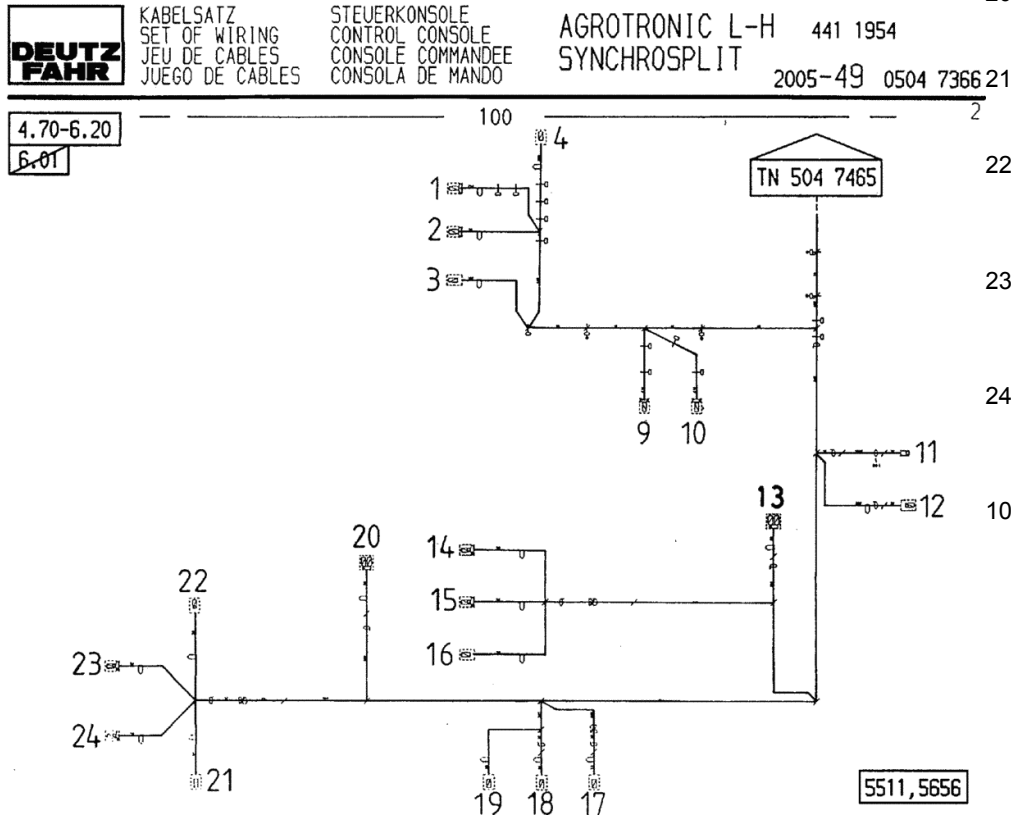 DEUTZ
FAHR
KABELSATZ
SET OF WIRING
JEU DE CABLES
JUEGO DE CABLES
STEUERKONSOLE
CONTROL CONSOLE
CONSOLE COMMANDEE
CONSOLA DE MANDO
AGROTRONIC L-H 441 1954
SYNCHROSPLIT
2005-49 0504 7366
21
2
4.70-6.20
6.01
100
4
TN 504 7465
22
1
2
3
23
24
9 10
11
12
10
13
20
14
22
15
23
16
24
21
19 18 17
5511,5656